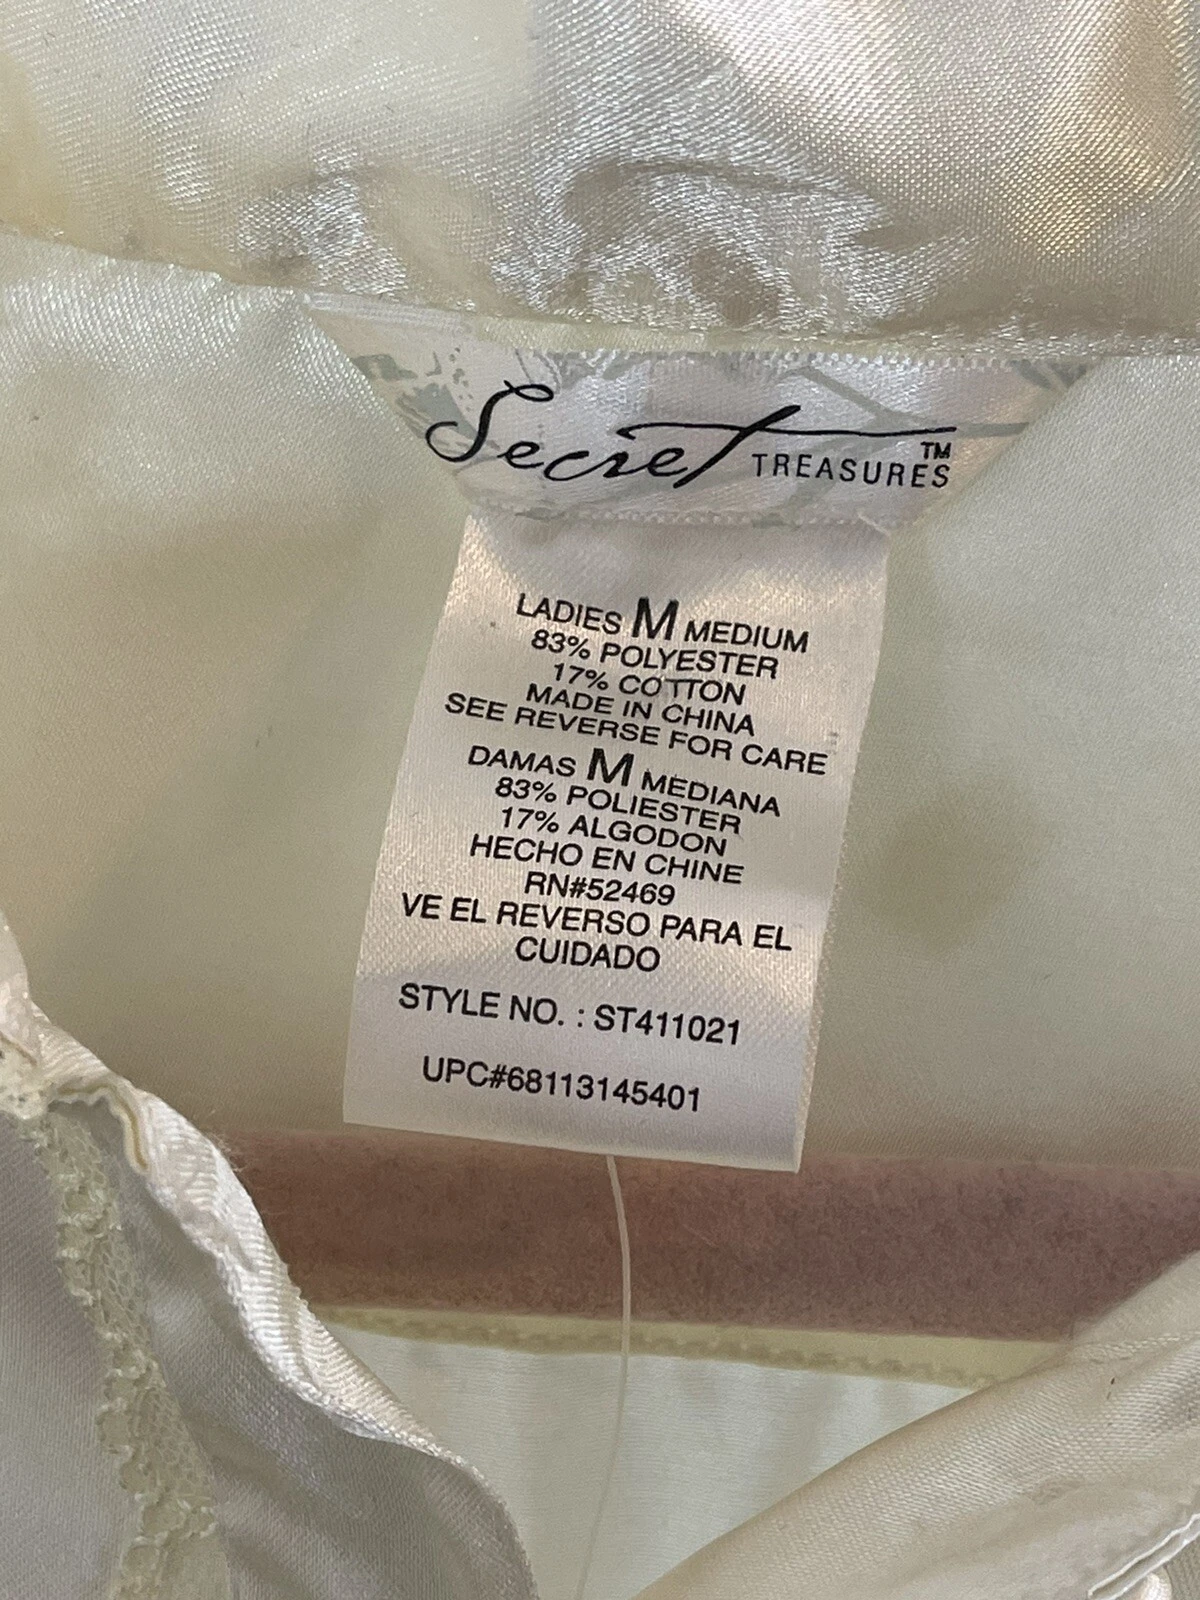 Secret TREASURES™
LADIES M MEDIUM
83% POLYESTER
17% COTTON
MADE IN CHINA
SEE REVERSE FOR CARE
DAMAS M MEDIANA
83% POLIESTER
17% ALGODON
HECHO EN CHINE
RN#52469
VE EL REVERSO PARA EL
CUIDADO
STYLE NO. : ST411021
UPC#68113145401